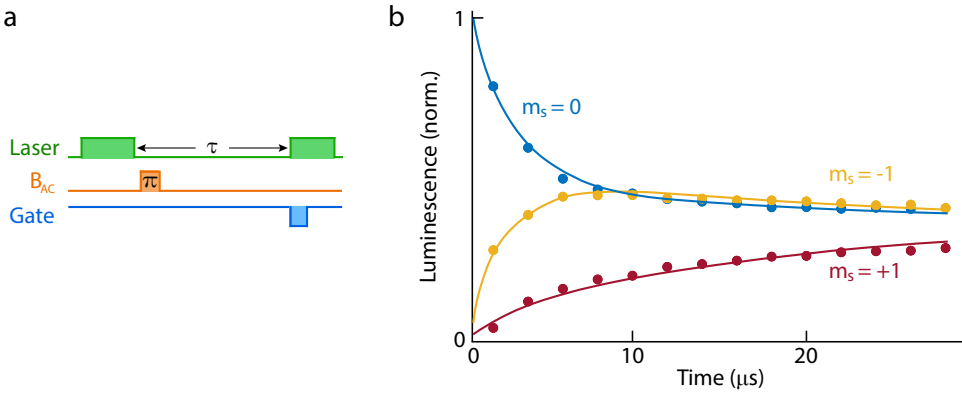 a
Laser
τ
B_AC
π
Gate
b
Luminescence (norm.)
1
0
m_s = 0
m_s = -1
m_s = +1
0
10
20
Time (μs)